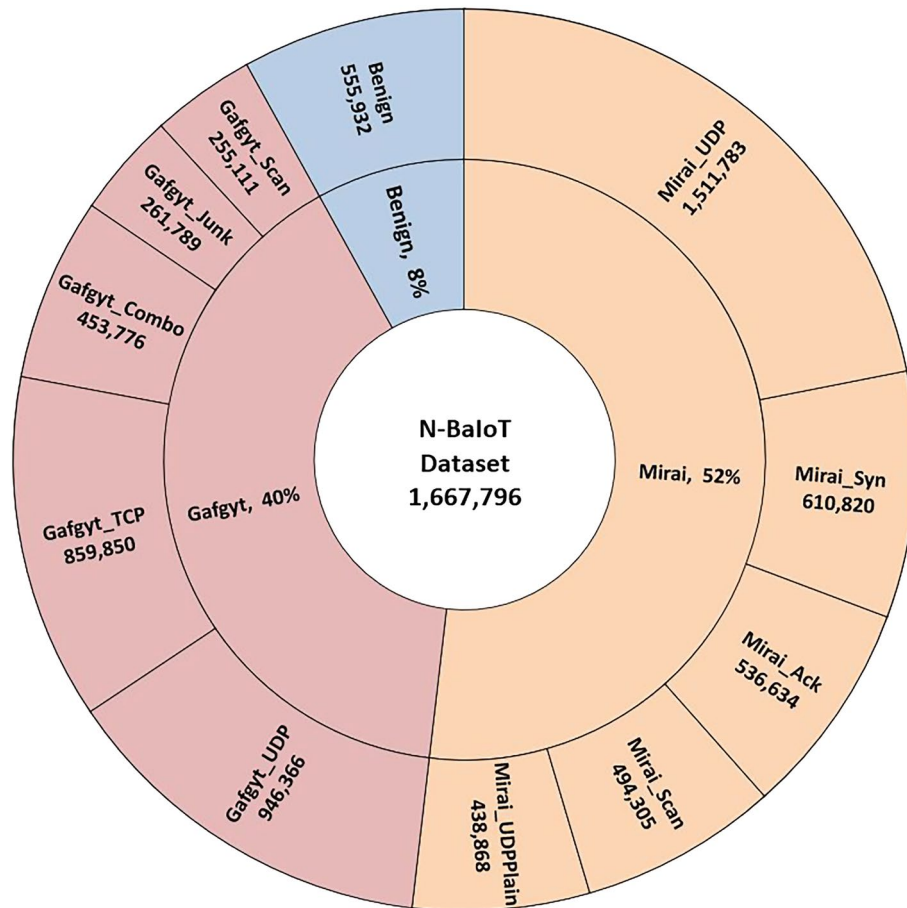 N-BaIoT
Dataset
1,667,796
Mirai, 52%
Gafgyt, 40%
Benign, 8%
Mirai_UDP
1,511,783
Mirai_Syn
610,820
Mirai_Ack
536,634
Mirai_Scan
494,305
Mirai_UDPPlain
438,868
Gafgyt_UDP
946,366
Gafgyt_TCP
859,850
Gafgyt_Combo
453,776
Gafgyt_Junk
261,789
Gafgyt_Scan
255,111
Benign
555,932